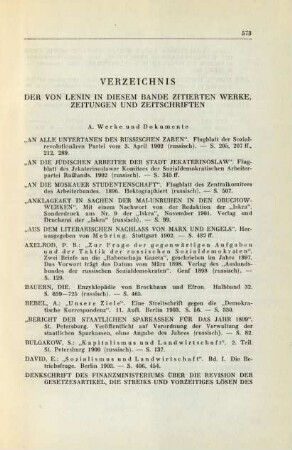 573
VERZEICHNIS
DER VON LENIN IN DIESEM BANDE ZITIERTEN WERKE,
ZEITUNGEN UND ZEITSCHRIFTEN
A. Werke und Dokumente
„AN ALLE UNTERTANEN DES RUSSISCHEN ZAREN". Flugblatt der Sozial-
revolutionären Partei vom 3. April 1902 (russisch). — S. 205, 207 ff,
212, 289.
„AN DIE JÜDISCHEN ARBEITER DER STADT JEKATERINOSLAW". Flug-
blatt des Jekaterinoslawer Komitees der Sozialdemokratischen Arbeiter-
partei Rußlands. 1902 (russisch) — S. 345 ff.
„AN DIE MOSKAUER STUDENTENSCHAFT". Flugblatt des Zentralkomitees
des Arbeiterbundes. 1896. Hektographiert (russisch). — S. 507.
„ANKLAGEAKT IN SACHEN DER MAI-UNRUHEN IN DEN OBUCHOW-
WERKEN". Mit einem Nachwort von der Redaktion der „Iskra".
Sonderdruck aus Nr. 9 der „Iskra", November 1901. Verlag und
Druckerei der „Iskra" (russisch). — S. 99.
„AUS DEM LITERARISCHEN NACHLASS VON MARX UND ENGELS". Her-
ausgegeben von Mehring. Stuttgart 1902. — S. 482 ff.
AXELROD, P. B.: „Zur Frage der gegenwärtigen Aufgaben
und der Taktik der russischen Sozialdemokraten".
Zwei Briefe an die „Rabotschaja Gazeta", geschrieben im Jahre 1897.
Das Vorwort trägt das Datum März 1898. Verlag des „Auslands-
bundes der russischen Sozialdemokraten". Genf 1898 (russisch). —
S. 120.
BAUERN, DIE. Enzyklopädie von Brockhaus und Efron. Halbband 32.
S. 659—725 (russisch). — S. 465.
BEBEL, A.: „Unsere Ziele". Eine Streitschrift gegen die „Demokra-
tische Korrespondenz". 11. Aufl. Berlin 1903. S. 16. — S. 350.
„BERICHT DER STAATLICHEN SPARKASSEN FÜR DAS JAHR 1899".
St. Petersburg. Veröffentlicht auf Verordnung der Verwaltung der
staatlichen Sparkassen, ohne Angabe des Jahres (russisch). — S. 82.
BULGAKOW, S.: „Kapitalismus und Landwirtschaft". 2. Teil.
St. Petersburg 1900 (russisch) — S. 137.
DAVID, E.: „Sozialismus und Landwirtschaft". Bd. I. Die Be-
triebsfrage. Berlin 1903. — S. 406, 454.
DENKSCHRIFT DES FINANZMINISTERIUMS ÜBER DIE REVISION DER
GESETZESARTIKEL, DIE STREIKS UND VORZEITIGES LÖSEN DES